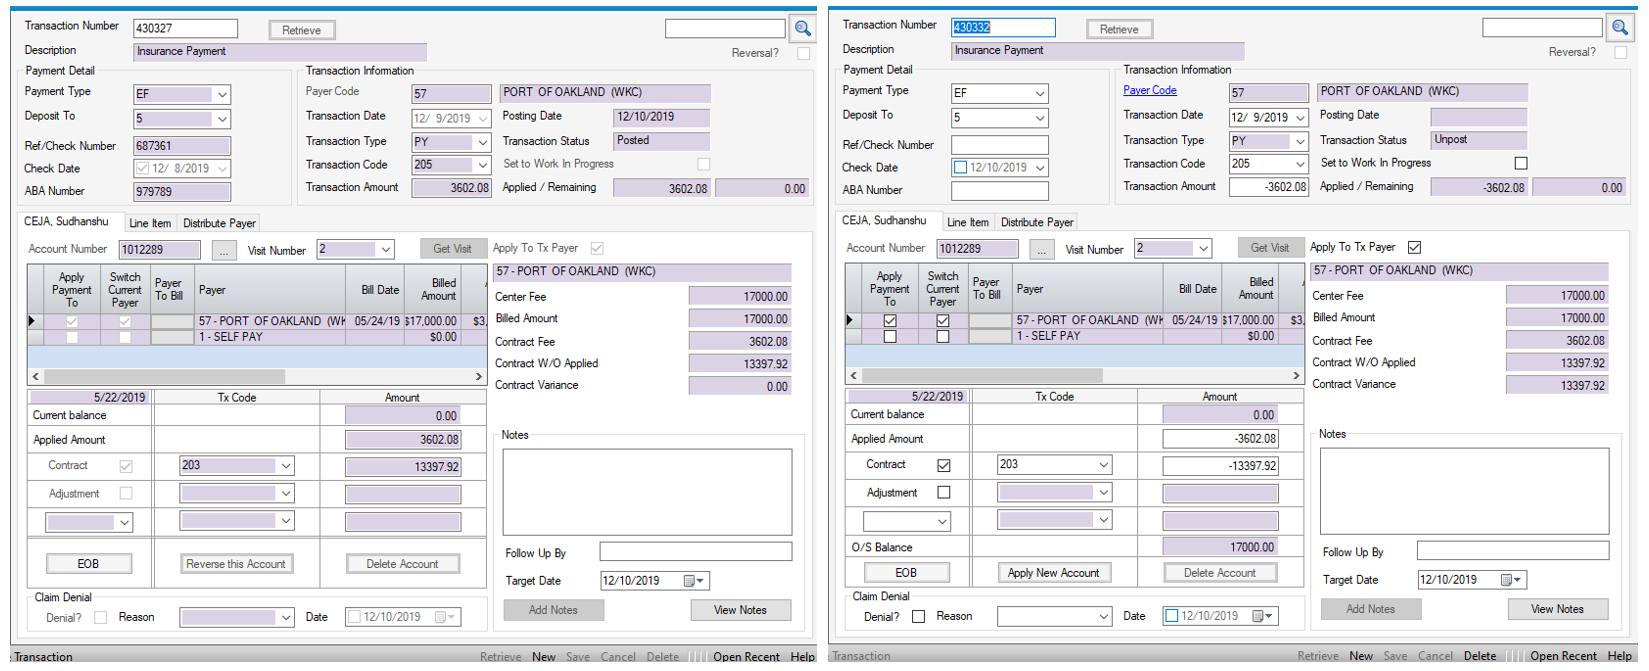 Transaction Number 430327 Retrieve
Description Insurance Payment Reversal?
Payment Detail Transaction Information
Payment Type EF Payer Code 57 PORT OF OAKLAND (WKC)
Deposit To 5 Transaction Date 12/ 9/2019 Posting Date 12/10/2019
Ref/Check Number 687361 Transaction Type PY Transaction Status Posted
Check Date 12/ 8/2019 Transaction Code 205 Set to Work In Progress
ABA Number 979789 Transaction Amount 3602.08 Applied / Remaining 3602.08 0.00
CEJA, Sudhanshu Line Item Distribute Payer
Account Number 1012289 ... Visit Number 2 Get Visit Apply To Tx Payer
Apply Payment To Switch Current Payer Payer To Bill Payer Bill Date Billed Amount
57 - PORT OF OAKLAND (WK 05/24/19 $17,000.00 $3,
1 - SELF PAY $0.00
57 - PORT OF OAKLAND (WKC)
Center Fee 17000.00
Billed Amount 17000.00
Contract Fee 3602.08
Contract W/O Applied 13397.92
Contract Variance 0.00
5/22/2019 Tx Code Amount
Current balance 0.00
Applied Amount 3602.08
Contract 203 13397.92
Adjustment
EOB Reverse this Account Delete Account
Notes
Follow Up By
Target Date 12/10/2019
Add Notes View Notes
Claim Denial
Denial? Reason Date 12/10/2019
Transaction Retrieve New Save Cancel Delete Open Recent Help
Transaction Number 430332 Retrieve
Description Insurance Payment Reversal?
Payment Detail Transaction Information
Payment Type EF Payer Code 57 PORT OF OAKLAND (WKC)
Deposit To 5 Transaction Date 12/ 9/2019 Posting Date
Ref/Check Number Transaction Type PY Transaction Status Unpost
Check Date 12/10/2019 Transaction Code 205 Set to Work In Progress
ABA Number Transaction Amount -3602.08 Applied / Remaining -3602.08 0.00
CEJA, Sudhanshu Line Item Distribute Payer
Account Number 1012289 ... Visit Number 2 Get Visit Apply To Tx Payer
Apply Payment To Switch Current Payer Payer To Bill Payer Bill Date Billed Amount
57 - PORT OF OAKLAND (WK 05/24/19 $17,000.00 $3,
1 - SELF PAY $0.00
57 - PORT OF OAKLAND (WKC)
Center Fee 17000.00
Billed Amount 17000.00
Contract Fee 3602.08
Contract W/O Applied 13397.92
Contract Variance 13397.92
5/22/2019 Tx Code Amount
Current balance 0.00
Applied Amount -3602.08
Contract 203 -13397.92
Adjustment
O/S Balance 17000.00
EOB Apply New Account Delete Account
Notes
Follow Up By
Target Date 12/10/2019
Add Notes View Notes
Claim Denial
Denial? Reason Date 12/10/2019
Transaction Retrieve New Save Cancel Delete Open Recent Help